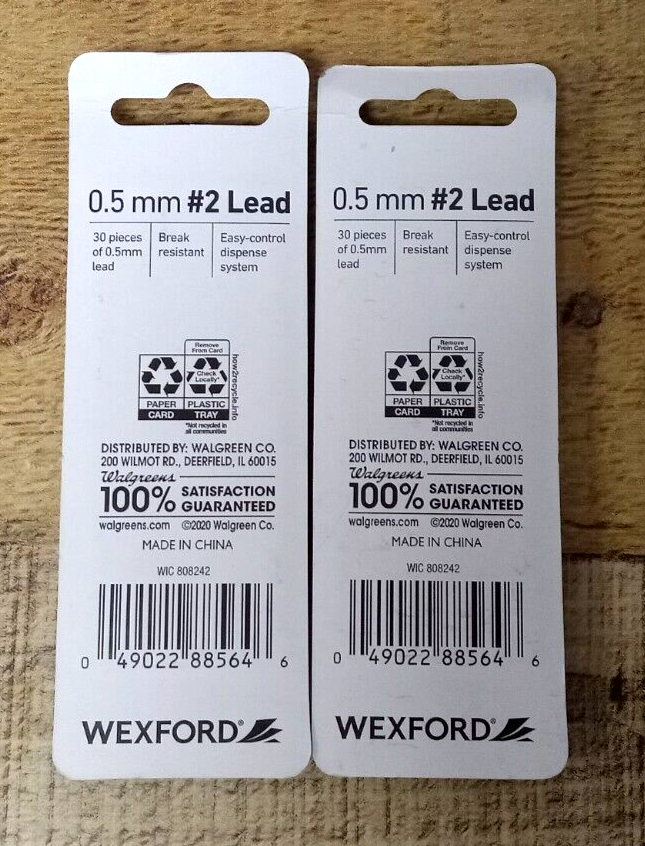 0.5 mm #2 Lead
30 pieces
of 0.5mm
lead
Break
resistant
Easy-control
dispense
system
Remove
From Card
Check
Locally*
PAPER
CARD
PLASTIC
TRAY
*Not recycled in
all communities
how2recycle.info
DISTRIBUTED BY: WALGREEN CO.
200 WILMOT RD., DEERFIELD, IL 60015
Walgreens
100% SATISFACTION
GUARANTEED
walgreens.com ©2020 Walgreen Co.
MADE IN CHINA
WIC 808242
0 49022 88564 6
WEXFORD®
0.5 mm #2 Lead
30 pieces
of 0.5mm
lead
Break
resistant
Easy-control
dispense
system
Remove
From Card
Check
Locally*
PAPER
CARD
PLASTIC
TRAY
*Not recycled in
all communities
how2recycle.info
DISTRIBUTED BY: WALGREEN CO.
200 WILMOT RD., DEERFIELD, IL 60015
Walgreens
100% SATISFACTION
GUARANTEED
walgreens.com ©2020 Walgreen Co.
MADE IN CHINA
WIC 808242
0 49022 88564 6
WEXFORD®